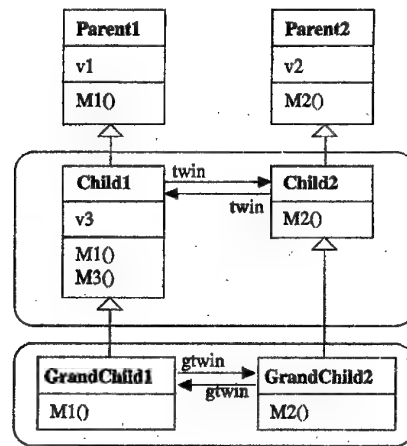 Parent1
v1
M1()
Parent2
v2
M2()
Child1
v3
M1()
M3()
twin
twin
Child2
M2()
GrandChild1
M1()
gtwin
gtwin
GrandChild2
M2()